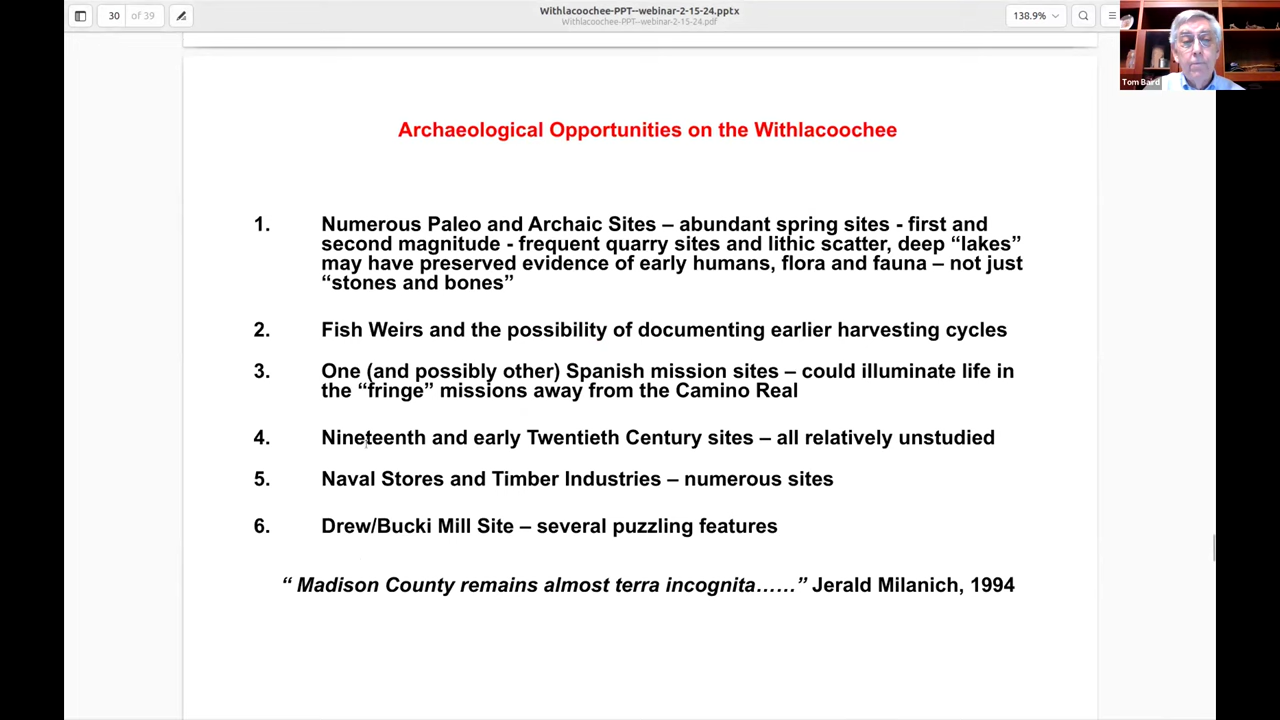 Withlacoochee-PPT--webinar-2-15-24.pptx
Withlacoochee-PPT--webinar-2-15-24.pdf
30 of 39
138.9%
Tom Baird
Archaeological Opportunities on the Withlacoochee
1. Numerous Paleo and Archaic Sites – abundant spring sites - first and
second magnitude - frequent quarry sites and lithic scatter, deep “lakes”
may have preserved evidence of early humans, flora and fauna – not just
“stones and bones”
2. Fish Weirs and the possibility of documenting earlier harvesting cycles
3. One (and possibly other) Spanish mission sites – could illuminate life in
the “fringe” missions away from the Camino Real
4. Nineteenth and early Twentieth Century sites – all relatively unstudied
5. Naval Stores and Timber Industries – numerous sites
6. Drew/Bucki Mill Site – several puzzling features
“ Madison County remains almost terra incognita……” Jerald Milanich, 1994